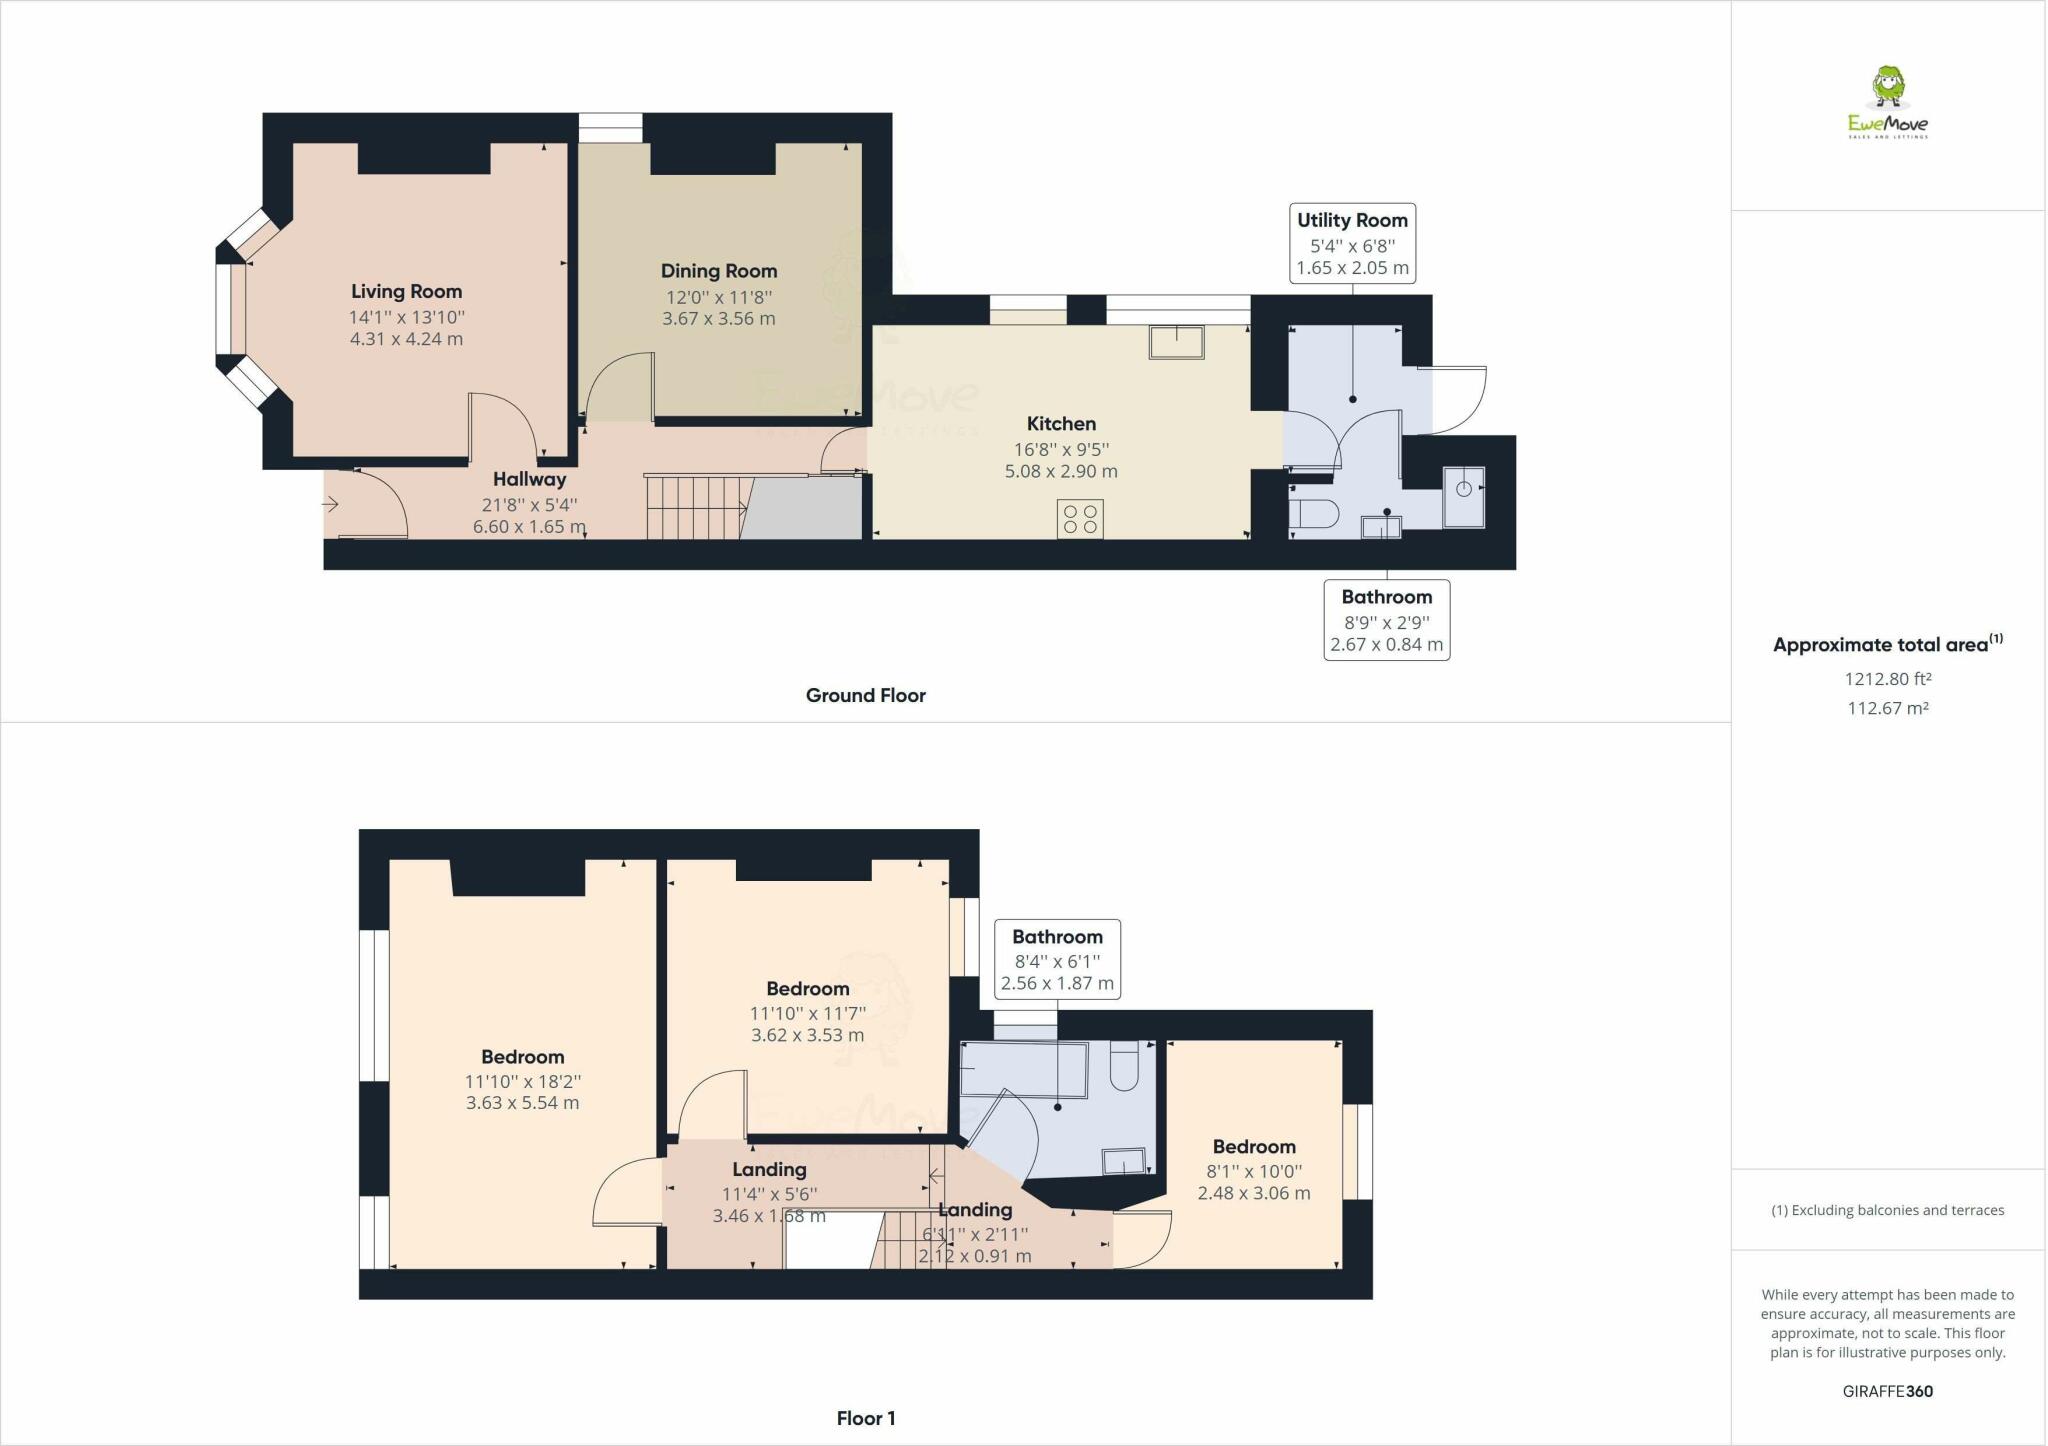 Living Room
14'1'' x 13'10''
4.31 x 4.24 m
Dining Room
12'0'' x 11'8''
3.67 x 3.56 m
Utility Room
5'4'' x 6'8''
1.65 x 2.05 m
Kitchen
16'8'' x 9'5''
5.08 x 2.90 m
Hallway
21'8'' x 5'4''
6.60 x 1.65 m
Bathroom
8'9'' x 2'9''
2.67 x 0.84 m
EweMove
SALES AND LETTINGS
Ground Floor
Bedroom
11'10'' x 18'2''
3.63 x 5.54 m
Bedroom
11'10'' x 11'7''
3.62 x 3.53 m
Bathroom
8'4'' x 6'1''
2.56 x 1.87 m
Bedroom
8'1'' x 10'0''
2.48 x 3.06 m
Landing
11'4'' x 5'6''
3.46 x 1.68 m
Landing
6'11'' x 2'11''
2.12 x 0.91 m
EweMove
SALES AND LETTINGS
Floor 1
EweMove
SALES AND LETTINGS
Approximate total area(1)
1212.80 ft²
112.67 m²
(1) Excluding balconies and terraces
While every attempt has been made to
ensure accuracy, all measurements are
approximate, not to scale. This floor
plan is for illustrative purposes only.
GIRAFFE360